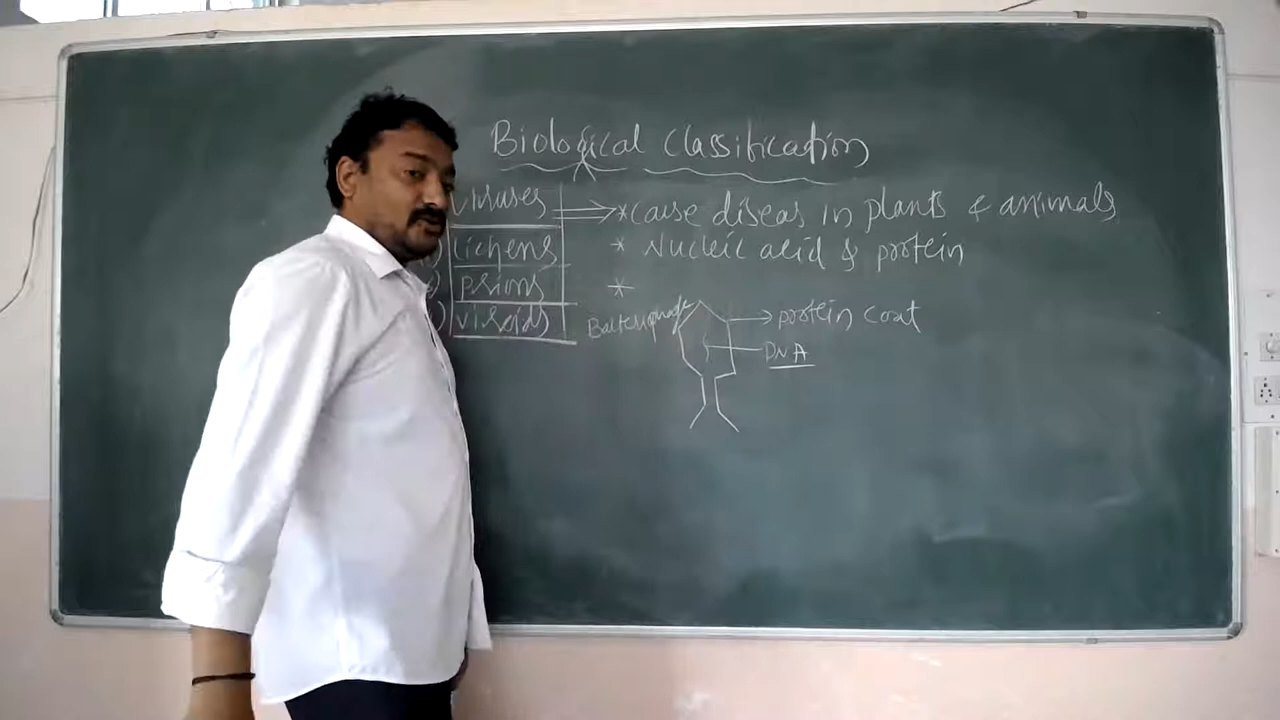 Biological classification
viruses
* cause diseas in plants & animals
lichens
* Nucleic acid & protein
prions
*
viroids
Bacteriophage
protein coat
DNA